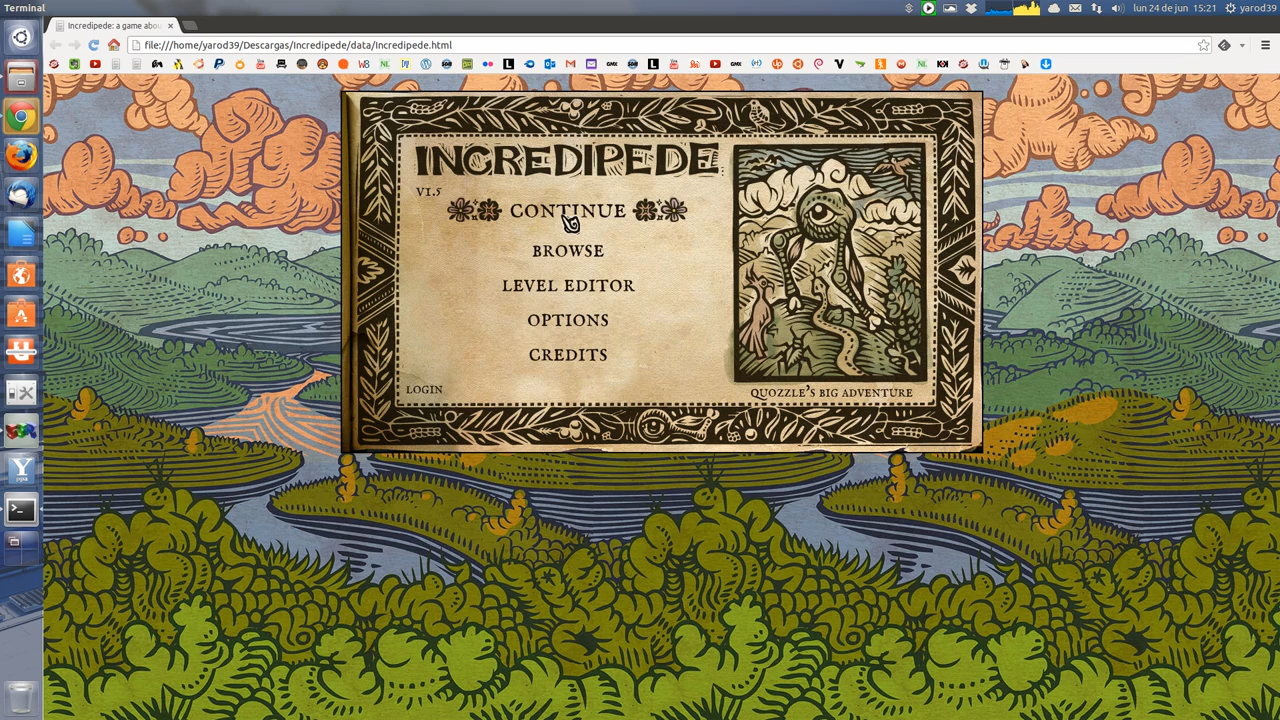 Terminal
lun 24 de jun 15:21 yarod39
Incredipede: a game abou
file:///home/yarod39/Descargas/Incredipede/data/Incredipede.html
INCREDIPEDE
V1.5
CONTINUE
BROWSE
LEVEL EDITOR
OPTIONS
CREDITS
LOGIN
QUOZZLE'S BIG ADVENTURE